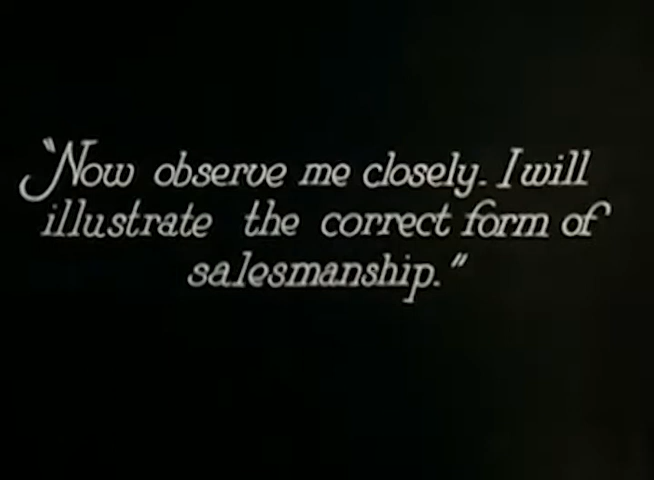 "Now observe me closely. I will
illustrate the correct form of
salesmanship."